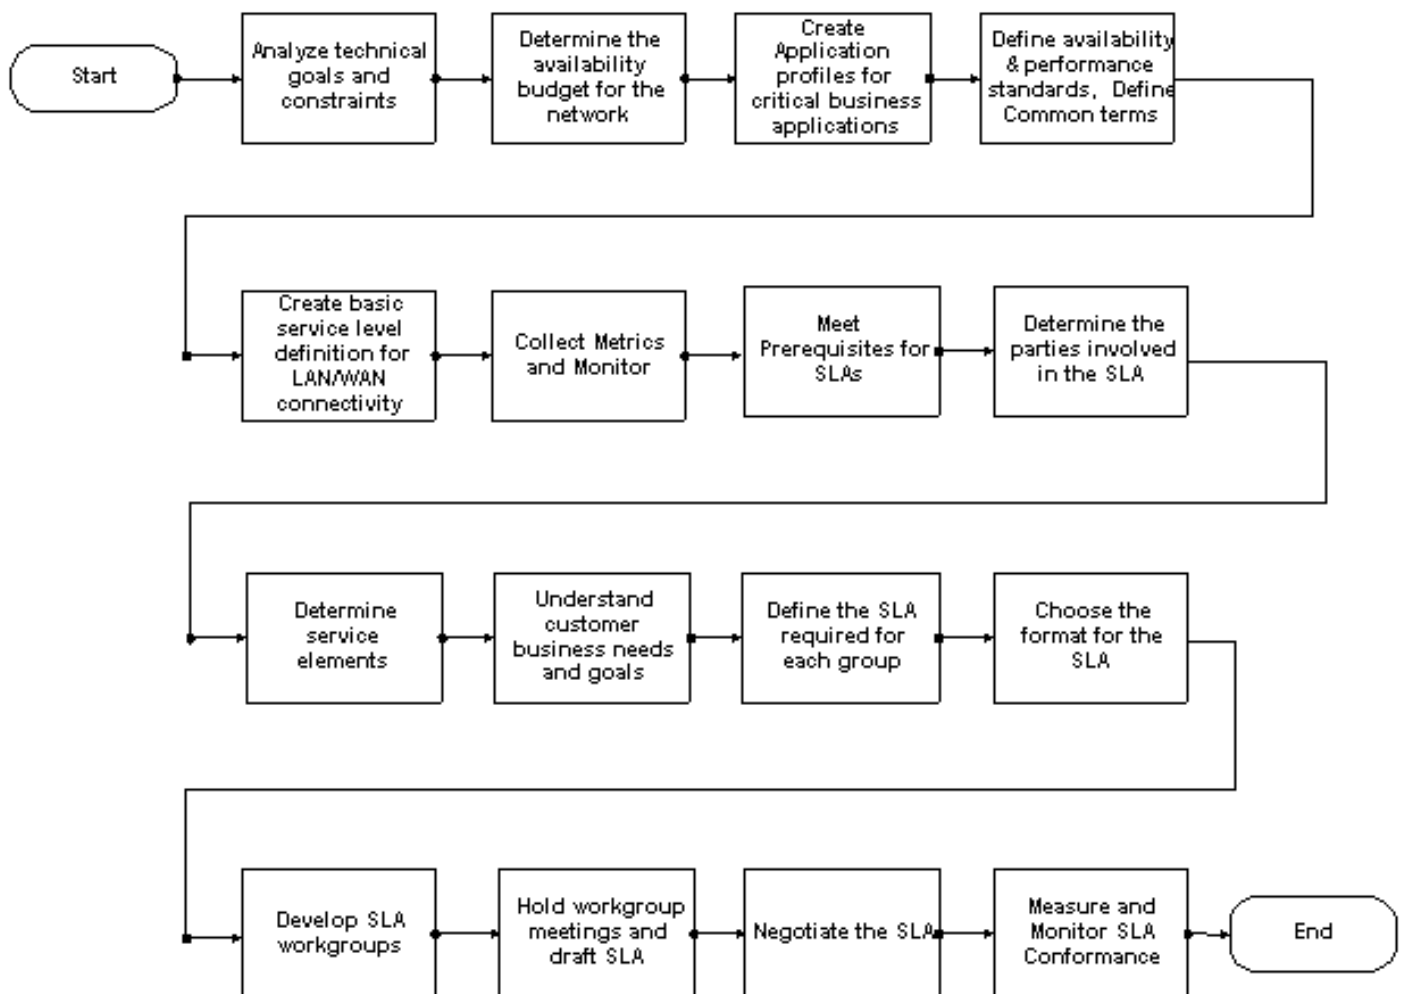 Start
Analyze technical
goals and
constraints
Determine the
availability
budget for the
network
Create
Application
profiles for
critical business
applications
Define availability
& performance
standards, Define
Common terms
Create basic
service level
definition for
LAN/WAN
connectivity
Collect Metrics
and Monitor
Meet
Prerequisites for
SLAs
Determine the
parties involved
in the SLA
Determine
service
elements
Understand
customer
business needs
and goals
Define the SLA
required for
each group
Choose the
format for the
SLA
Develop SLA
workgroups
Hold workgroup
meetings and
draft SLA
Negotiate the SLA
Measure and
Monitor SLA
Conformance
End